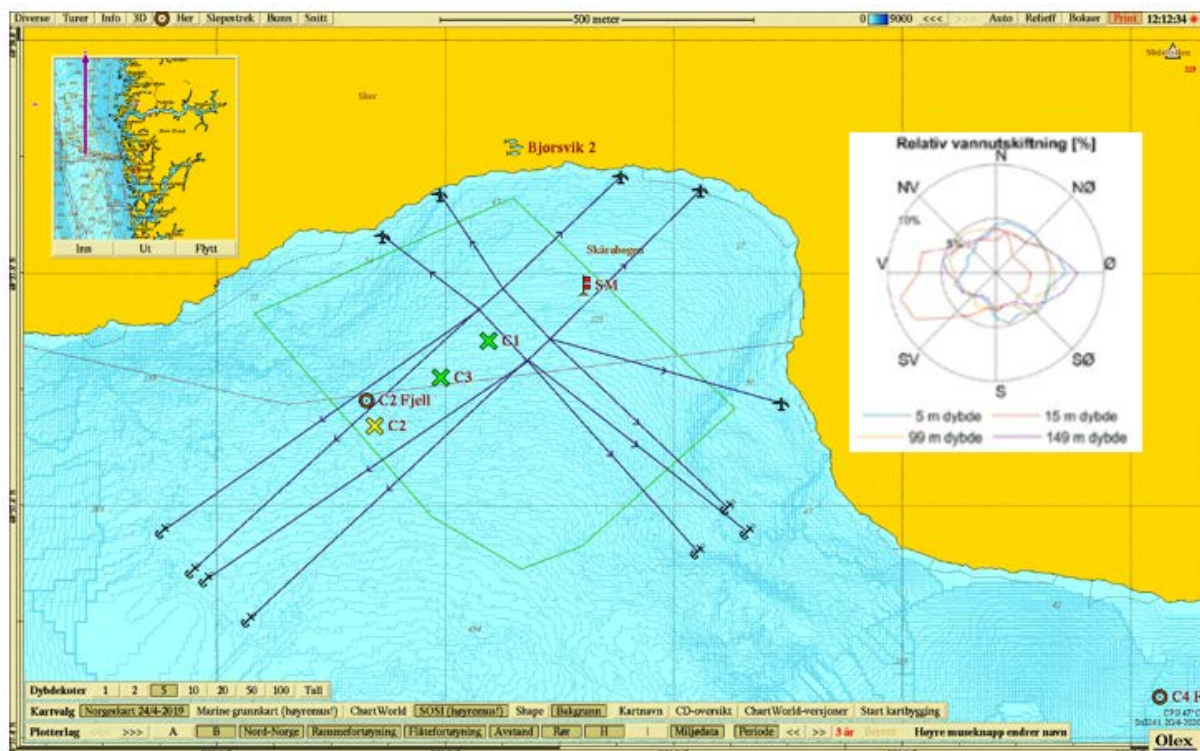 Diverse Turer Info 3D Her Slepestrek Bunn Snitt 500 meter 0 9000 <<< >>> Auto Relieff Bokser Print 12:12:34
Skor
329
Bjørsvik 2
Relativ vannutskiftning [%]
N
NV NØ
10%
5%
V Ø
SV SØ
S
5 m dybde 15 m dybde
99 m dybde 149 m dybde
Inn Ut Flytt
Skårabogen
SM
C1
C3
C2 Fjell
C2
C4 F
Dybdekoter 1 2 5 10 20 50 100 Tall
Kartvalg Norgeskart 24/4-2019 Marine grunnkart (høyremus!) ChartWorld SOSI (høyremus!) Shape Bakgrunn Kartnavn CD-oversikt ChartWorld-versjoner Start kartbygging
Plotterlag <<< >>> A B Nord-Norge Rammefortøyning Flåtefortøyning Avstand Rør H I Miljødata Periode << >> 3 år Høyre museknapp endrer navn
Olex